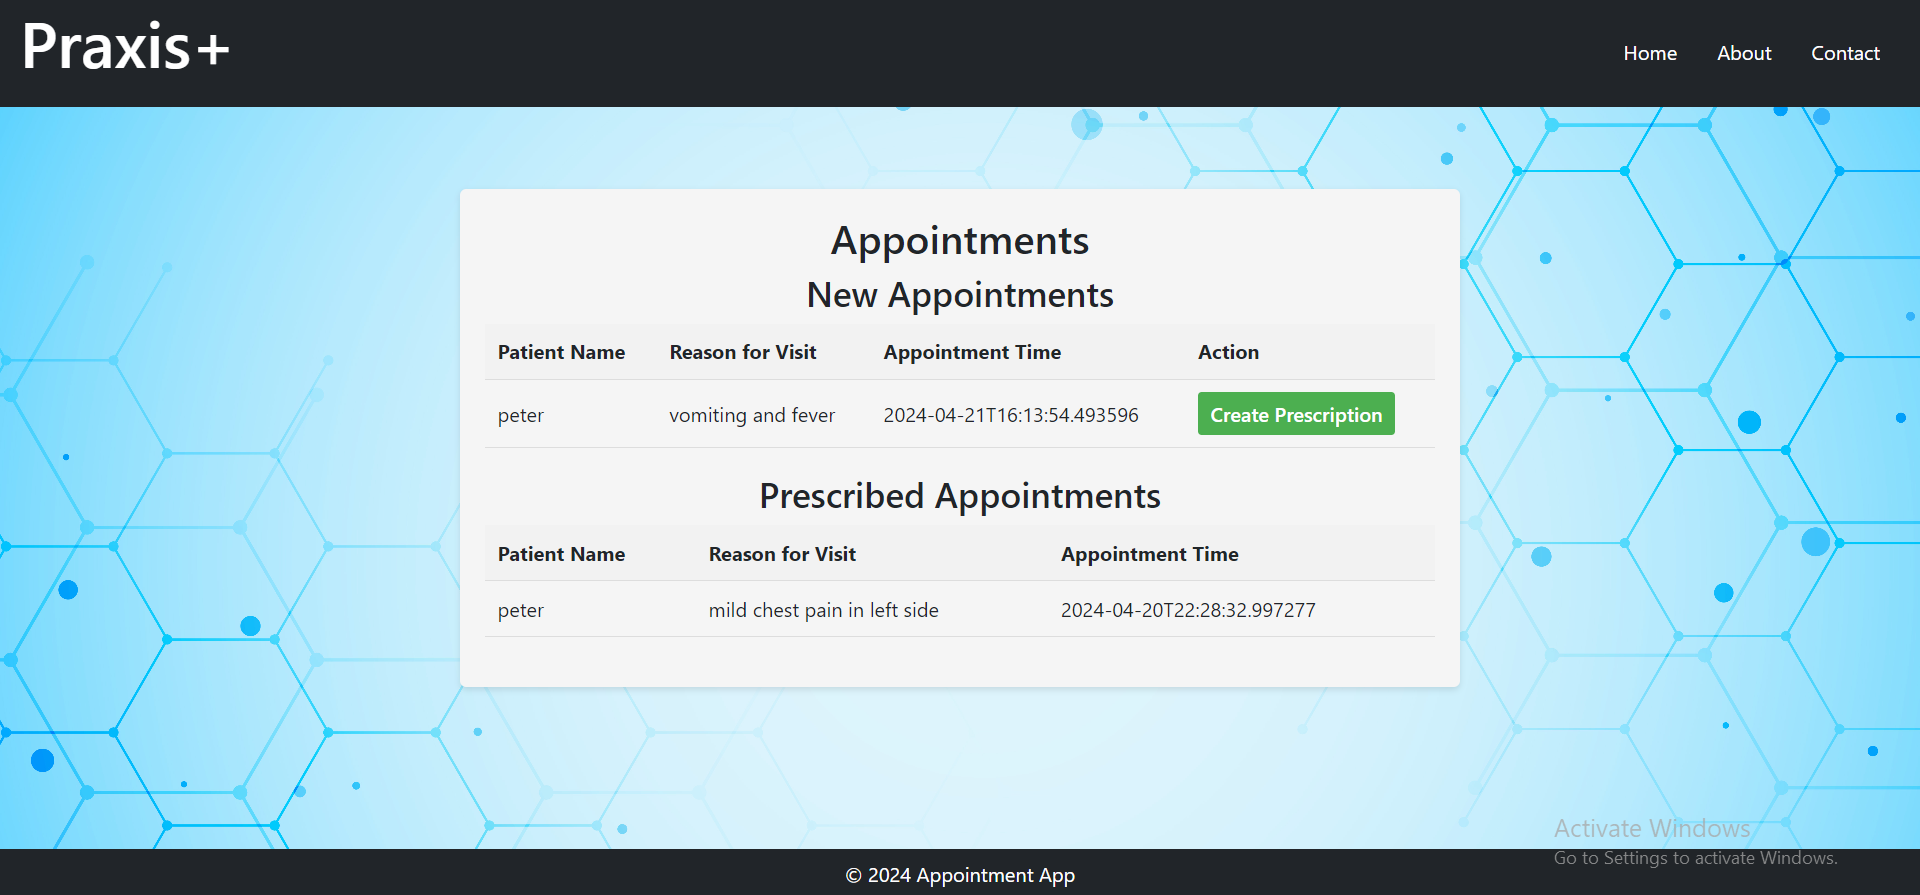 Praxis+
Home About Contact
Appointments
New Appointments
Patient Name Reason for Visit Appointment Time Action
peter vomiting and fever 2024-04-21T16:13:54.493596 Create Prescription
Prescribed Appointments
Patient Name Reason for Visit Appointment Time
peter mild chest pain in left side 2024-04-20T22:28:32.997277
Activate Windows
Go to Settings to activate Windows.
© 2024 Appointment App